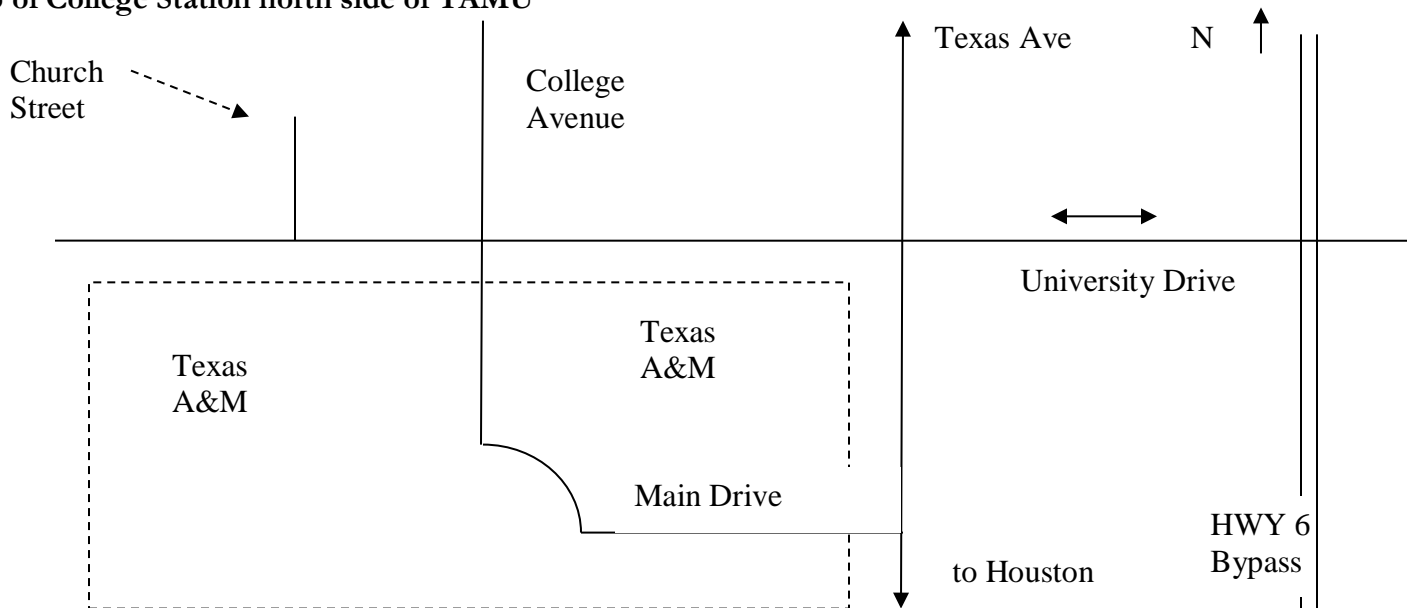 of College Station north side of TAMU
Texas Ave
N
Church
Street
College
Avenue
University Drive
Texas
A&M
Texas
A&M
Main Drive
HWY 6
Bypass
to Houston